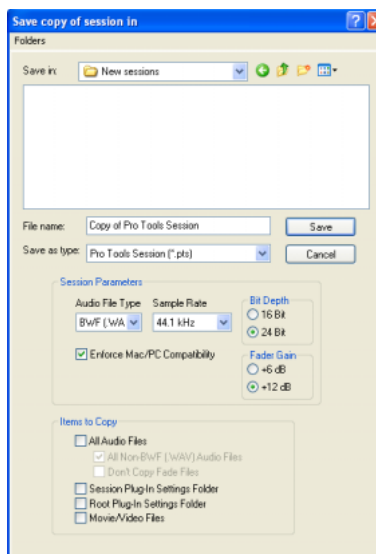 Save copy of session in
Folders
Save in: New sessions
File name: Copy of Pro Tools Session Save
Save as type: Pro Tools Session (*.pts) Cancel
Session Parameters
Audio File Type Sample Rate Bit Depth
16 Bit
BWF (.WA 44.1 kHz 24 Bit
Enforce Mac/PC Compatibility Fader Gain
+6 dB
+12 dB
Items to Copy
All Audio Files
All Non-BWF (.WAV) Audio Files
Don't Copy Fade Files
Session Plug-In Settings Folder
Root Plug-In Settings Folder
Movie/Video Files